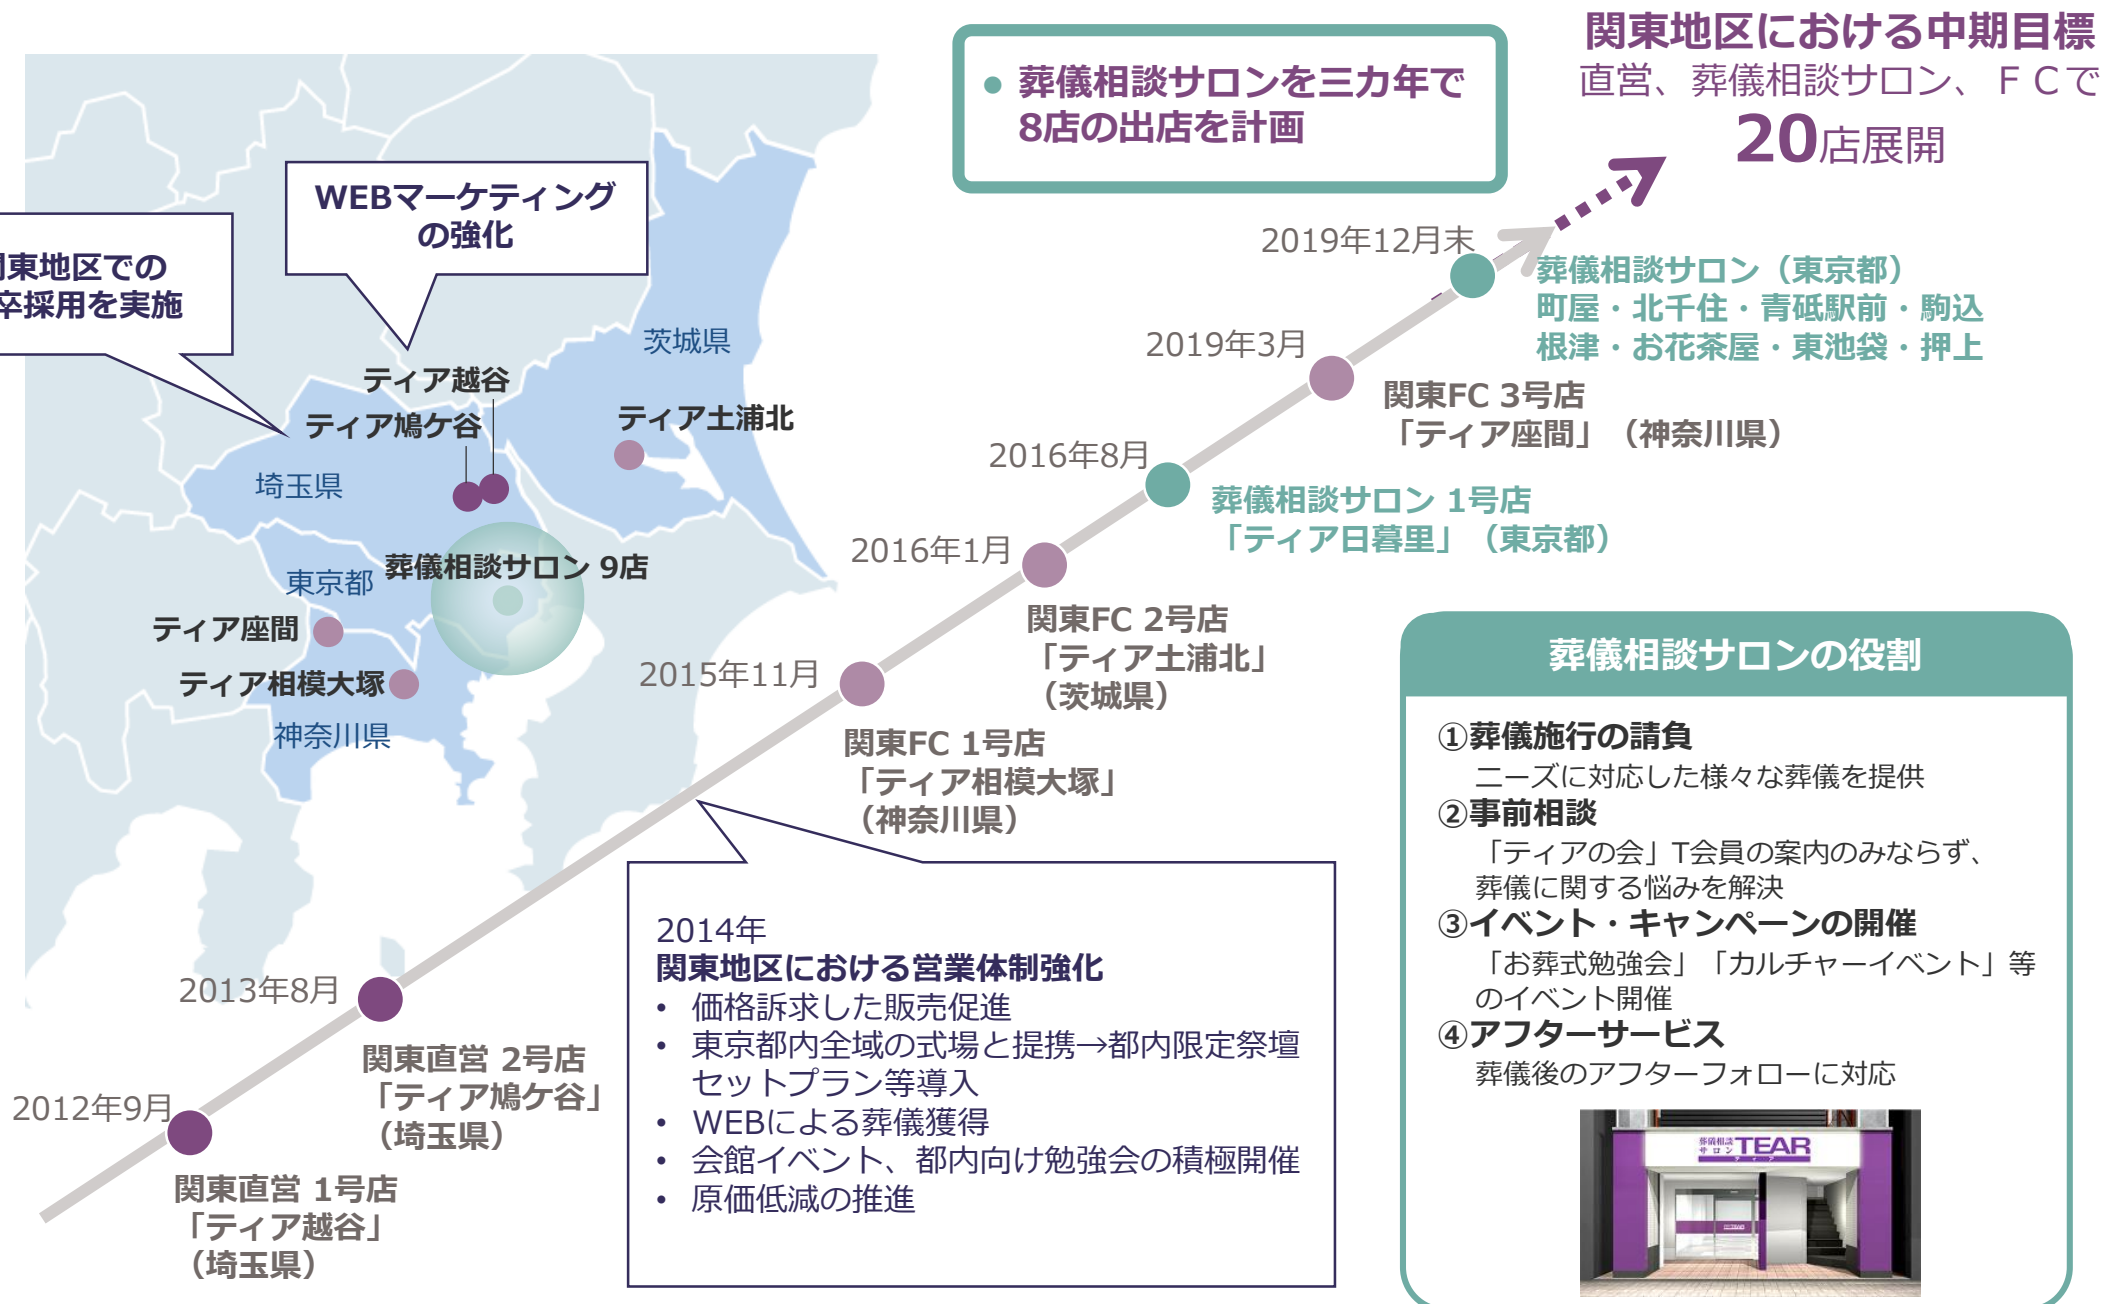 関東地区における中期目標
直営、葬儀相談サロン、ＦＣで
20店展開
• 葬儀相談サロンを三カ年で
8店の出店を計画
WEBマーケティング
の強化
東地区での
卒採用を実施
茨城県
ティア越谷
ティア鳩ケ谷
ティア土浦北
埼玉県
東京都
葬儀相談サロン 9店
ティア座間
ティア相模大塚
神奈川県
2019年12月末
葬儀相談サロン（東京都）
町屋・北千住・青砥駅前・駒込
根津・お花茶屋・東池袋・押上
2019年3月
関東FC 3号店
「ティア座間」（神奈川県）
2016年8月
葬儀相談サロン 1号店
「ティア日暮里」（東京都）
2016年1月
関東FC 2号店
「ティア土浦北」
（茨城県）
2015年11月
関東FC 1号店
「ティア相模大塚」
（神奈川県）
2014年
関東地区における営業体制強化
• 価格訴求した販売促進
• 東京都内全域の式場と提携→都内限定祭壇
セットプラン等導入
• WEBによる葬儀獲得
• 会館イベント、都内向け勉強会の積極開催
• 原価低減の推進
2013年8月
関東直営 2号店
「ティア鳩ケ谷」
（埼玉県）
2012年9月
関東直営 1号店
「ティア越谷」
（埼玉県）
葬儀相談サロンの役割
①葬儀施行の請負
ニーズに対応した様々な葬儀を提供
②事前相談
「ティアの会」T会員の案内のみならず、
葬儀に関する悩みを解決
③イベント・キャンペーンの開催
「お葬式勉強会」「カルチャーイベント」等
のイベント開催
④アフターサービス
葬儀後のアフターフォローに対応
葬儀相談
サロン TEAR
ティア